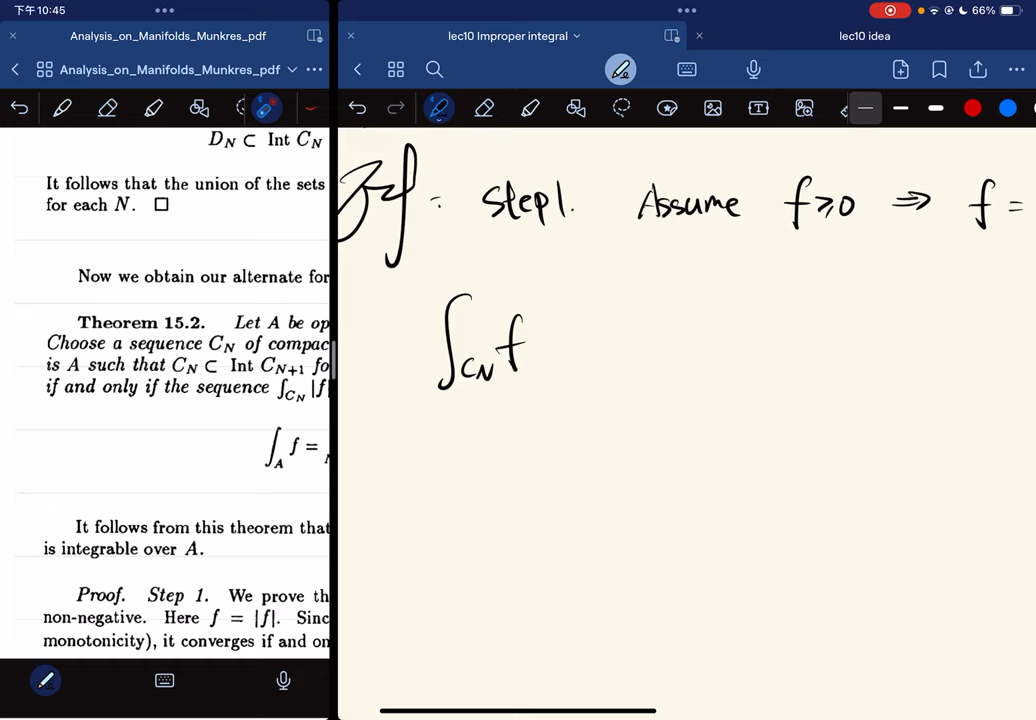 下午10:45
66%
Analysis_on_Manifolds_Munkres_pdf
Analysis_on_Manifolds_Munkres_pdf
D_N ⊂ Int C_N
It follows that the union of the sets
for each N. □
Now we obtain our alternate for
Theorem 15.2. Let A be op
Choose a sequence C_N of compac
is A such that C_N ⊂ Int C_{N+1} fo
if and only if the sequence ∫_{C_N} |f|
∫_A f =
It follows from this theorem that
is integrable over A.
Proof. Step 1. We prove th
non-negative. Here f = |f|. Sinc
monotonicity), it converges if and on
lec10 Improper integral
lec10 idea
pf: step1. Assume f ≥ 0 ⇒ f =
∫_{CN} f